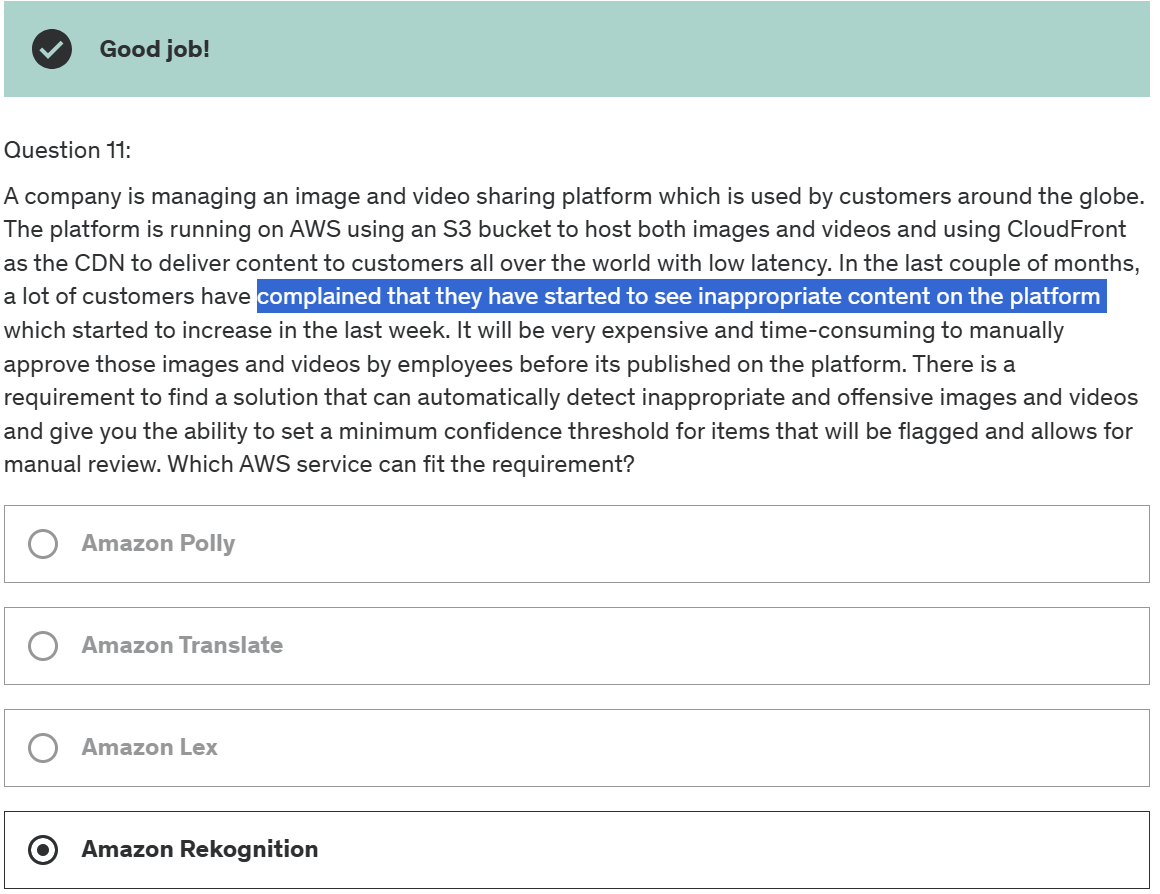 Good job!
Question 11:
A company is managing an image and video sharing platform which is used by customers around the globe.
The platform is running on AWS using an S3 bucket to host both images and videos and using CloudFront
as the CDN to deliver content to customers all over the world with low latency. In the last couple of months,
a lot of customers have complained that they have started to see inappropriate content on the platform
which started to increase in the last week. It will be very expensive and time-consuming to manually
approve those images and videos by employees before its published on the platform. There is a
requirement to find a solution that can automatically detect inappropriate and offensive images and videos
and give you the ability to set a minimum confidence threshold for items that will be flagged and allows for
manual review. Which AWS service can fit the requirement?
Amazon Polly
Amazon Translate
Amazon Lex
Amazon Rekognition